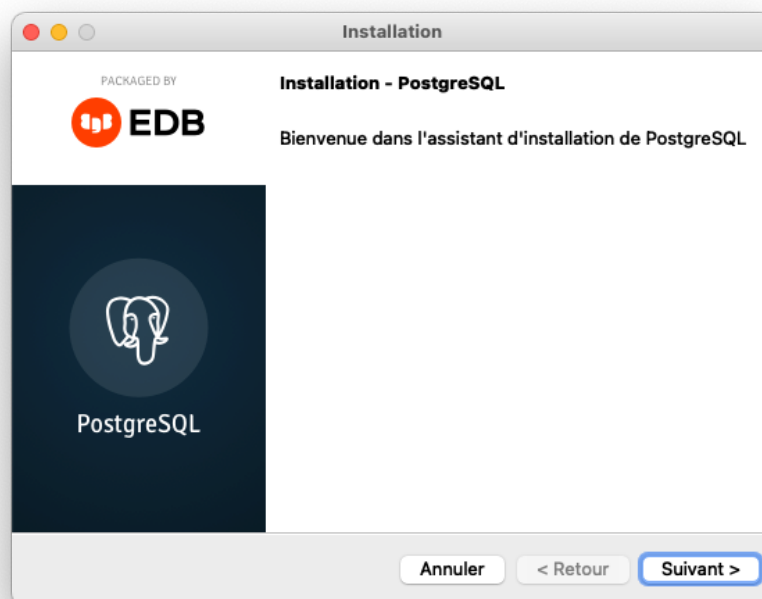 Installation
PACKAGED BY
EDB
Installation - PostgreSQL
Bienvenue dans l'assistant d'installation de PostgreSQL
PostgreSQL
Annuler
< Retour
Suivant >